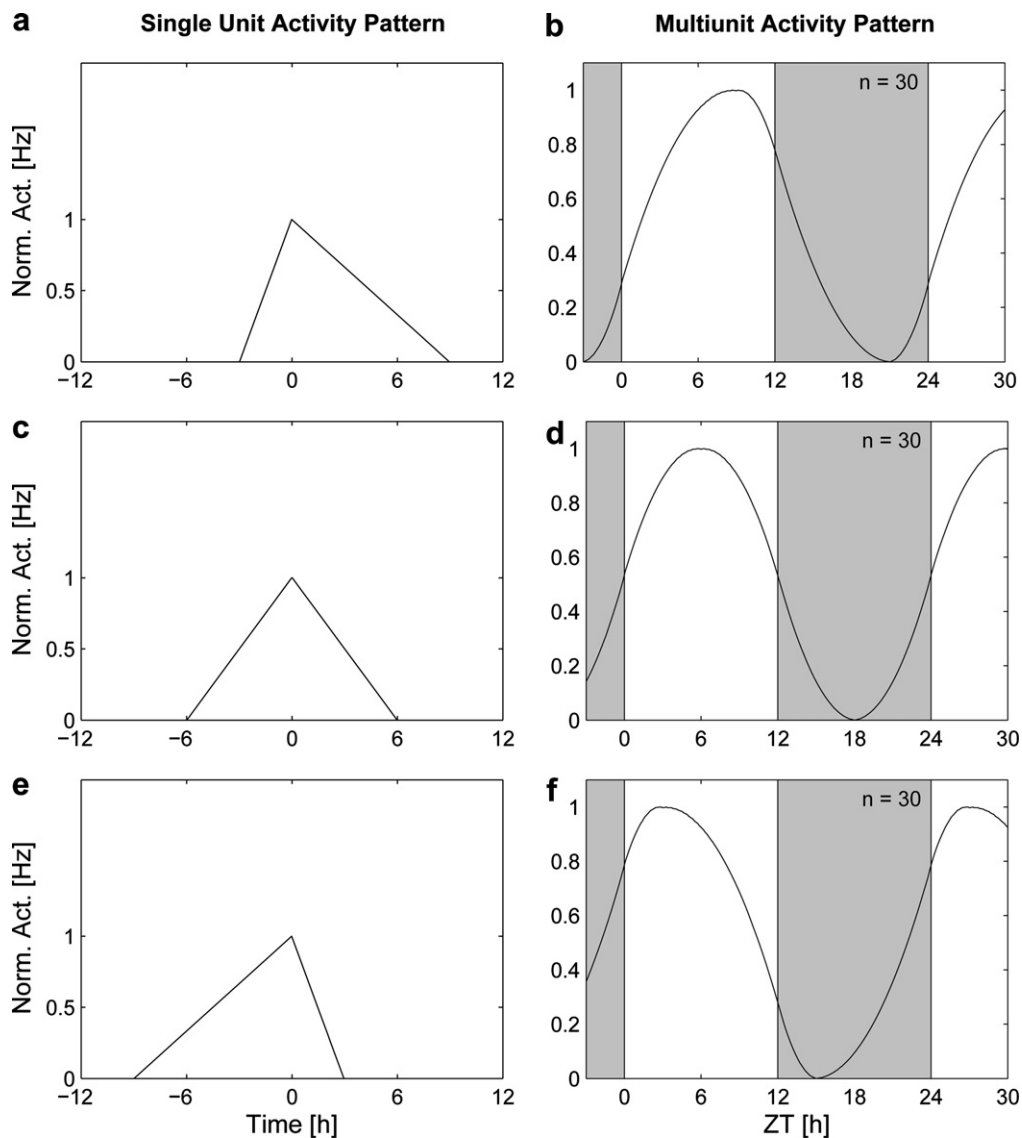 a Single Unit Activity Pattern
b Multiunit Activity Pattern
Norm. Act. [Hz]
1
0.5
0
−12 −6 0 6 12
n = 30
1
0.8
0.6
0.4
0.2
0
0 6 12 18 24 30
c
Norm. Act. [Hz]
1
0.5
0
−12 −6 0 6 12
d
n = 30
1
0.8
0.6
0.4
0.2
0
0 6 12 18 24 30
e
Norm. Act. [Hz]
1
0.5
0
−12 −6 0 6 12
Time [h]
f
n = 30
1
0.8
0.6
0.4
0.2
0
0 6 12 18 24 30
ZT [h]